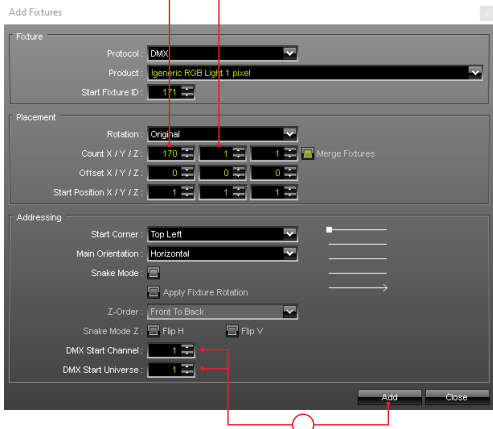 Add Fixtures
Fixture
Protocol : DMX
Product : !generic RGB Light 1 pixel
Start Fixture ID : 171
Placement
Rotation : Original
Count X / Y / Z : 170 1 1 Merge Fixtures
Offset X / Y / Z : 0 0 0
Start Position X / Y / Z : 1 1 1
Addressing
Start Corner : Top Left
Main Orientation : Horizontal
Snake Mode :
Apply Fixture Rotation
Z-Order : Front To Back
Snake Mode Z : Flip H Flip V
DMX Start Channel : 1
DMX Start Universe : 1
Add Close